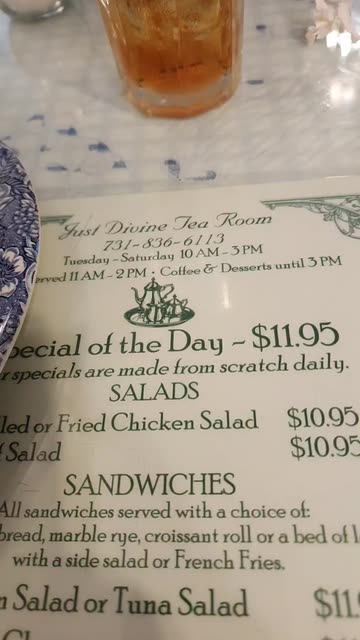 Just Divine Tea Room
731-836-6113
Tuesday - Saturday 10 AM - 3 PM
erved 11 AM - 2 PM • Coffee & Desserts until 3 PM
pecial of the Day ~ $11.95
r specials are made from scratch daily.
SALADS
led or Fried Chicken Salad $10.95
f Salad $10.95
SANDWICHES
All sandwiches served with a choice of:
bread, marble rye, croissant roll or a bed of l
with a side salad or French Fries.
n Salad or Tuna Salad $11.